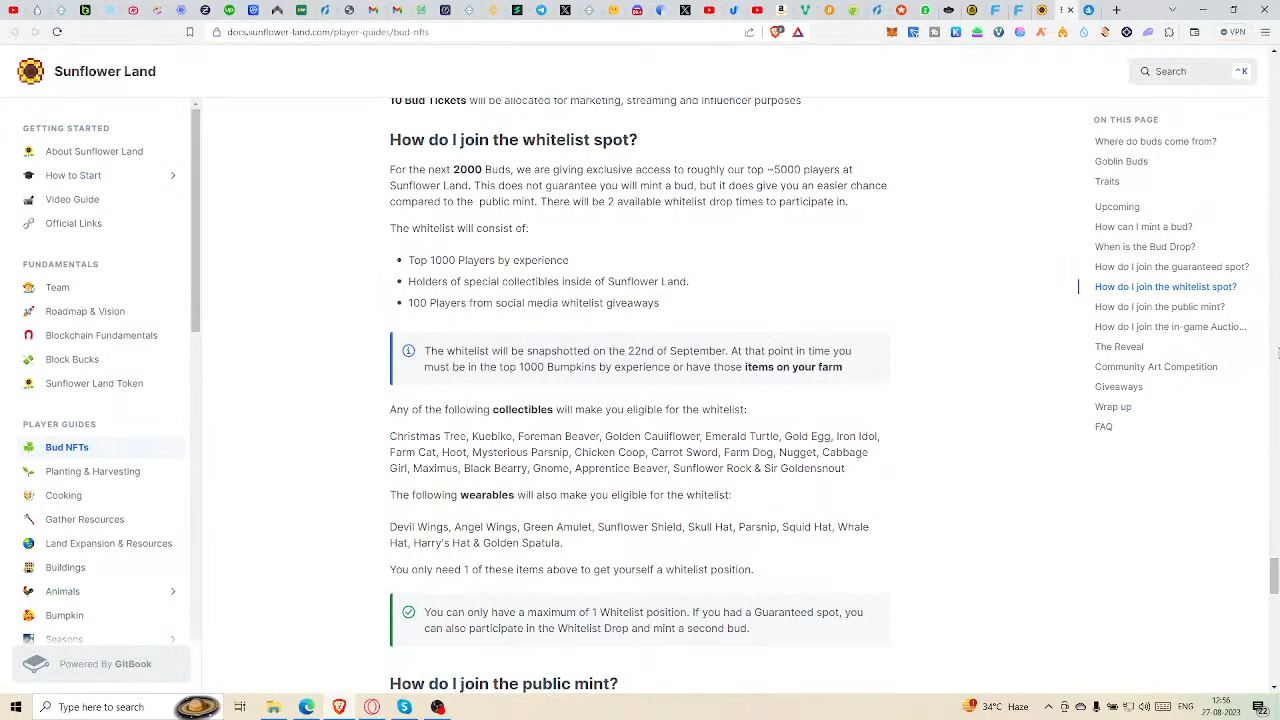 docs.sunflower-land.com/player-guides/bud-nfts
VPN
Sunflower Land
Search
^K
GETTING STARTED
About Sunflower Land
How to Start
Video Guide
Official Links
FUNDAMENTALS
Team
Roadmap & Vision
Blockchain Fundamentals
Block Bucks
Sunflower Land Token
PLAYER GUIDES
Bud NFTs
Planting & Harvesting
Cooking
Gather Resources
Land Expansion & Resources
Buildings
Animals
Bumpkin
Seasons
Powered By GitBook
10 Bud Tickets will be allocated for marketing, streaming and influencer purposes
How do I join the whitelist spot?
For the next 2000 Buds, we are giving exclusive access to roughly our top ~5000 players at
Sunflower Land. This does not guarantee you will mint a bud, but it does give you an easier chance
compared to the public mint. There will be 2 available whitelist drop times to participate in.
The whitelist will consist of:
Top 1000 Players by experience
Holders of special collectibles inside of Sunflower Land.
100 Players from social media whitelist giveaways
The whitelist will be snapshotted on the 22nd of September. At that point in time you
must be in the top 1000 Bumpkins by experience or have those items on your farm
Any of the following collectibles will make you eligible for the whitelist:
Christmas Tree, Kuebiko, Foreman Beaver, Golden Cauliflower, Emerald Turtle, Gold Egg, Iron Idol,
Farm Cat, Hoot, Mysterious Parsnip, Chicken Coop, Carrot Sword, Farm Dog, Nugget, Cabbage
Girl, Maximus, Black Bearry, Gnome, Apprentice Beaver, Sunflower Rock & Sir Goldensnout
The following wearables will also make you eligible for the whitelist:
Devil Wings, Angel Wings, Green Amulet, Sunflower Shield, Skull Hat, Parsnip, Squid Hat, Whale
Hat, Harry's Hat & Golden Spatula.
You only need 1 of these items above to get yourself a whitelist position.
You can only have a maximum of 1 Whitelist position. If you had a Guaranteed spot, you
can also participate in the Whitelist Drop and mint a second bud.
How do I join the public mint?
ON THIS PAGE
Where do buds come from?
Goblin Buds
Traits
Upcoming
How can I mint a bud?
When is the Bud Drop?
How do I join the guaranteed spot?
How do I join the whitelist spot?
How do I join the public mint?
How do I join the in-game Auctio...
The Reveal
Community Art Competition
Giveaways
Wrap up
FAQ
Type here to search
34°C Haze
ENG
12:56
27-08-2023
22